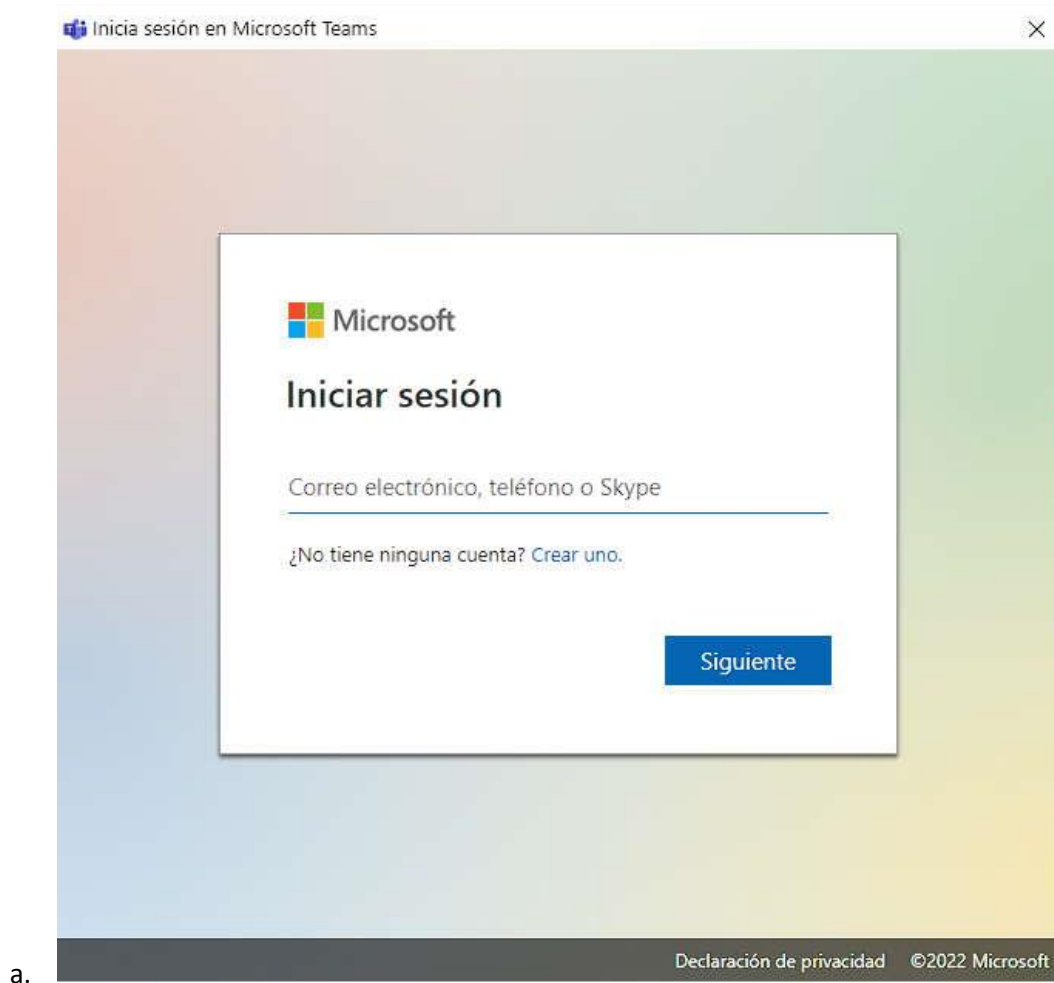 Inicia sesión en Microsoft Teams
Microsoft
Iniciar sesión
Correo electrónico, teléfono o Skype
¿No tiene ninguna cuenta? Crear uno.
Siguiente
Declaración de privacidad ©2022 Microsoft
a.